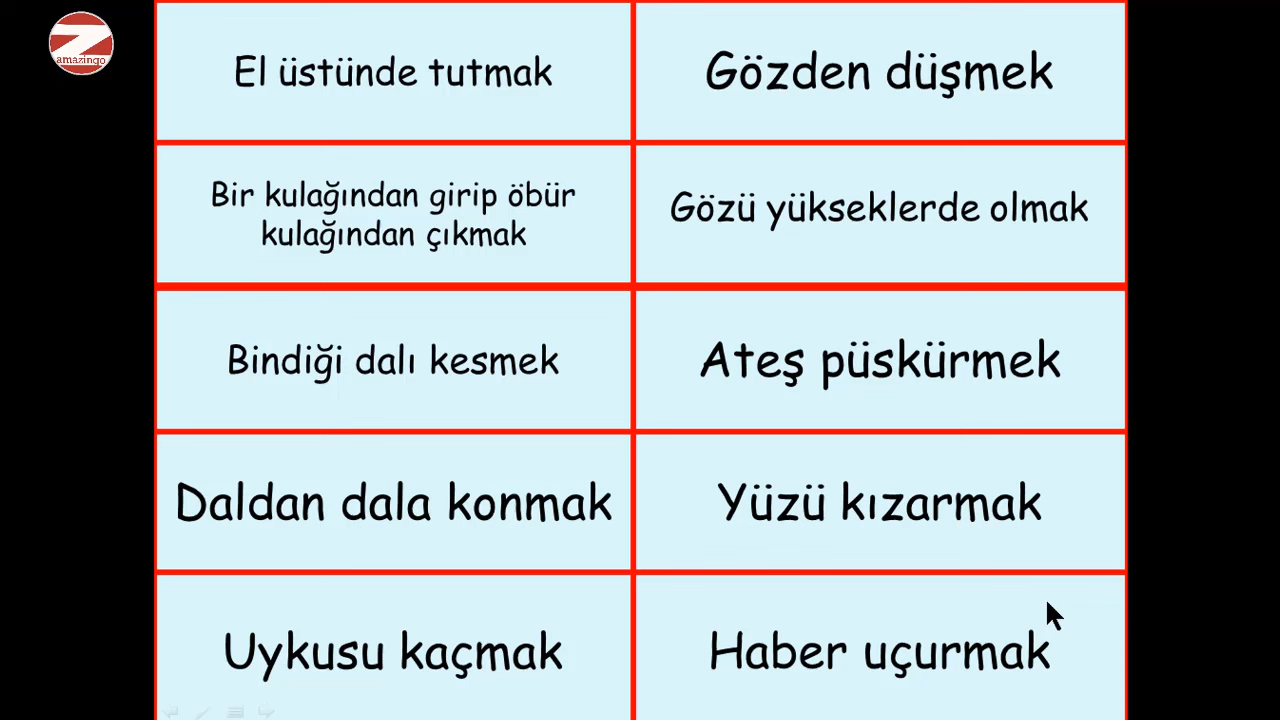 amazingo
El üstünde tutmak
Gözden düşmek
Bir kulağından girip öbür
kulağından çıkmak
Gözü yükseklerde olmak
Bindiği dalı kesmek
Ateş püskürmek
Daldan dala konmak
Yüzü kızarmak
Uykusu kaçmak
Haber uçurmak